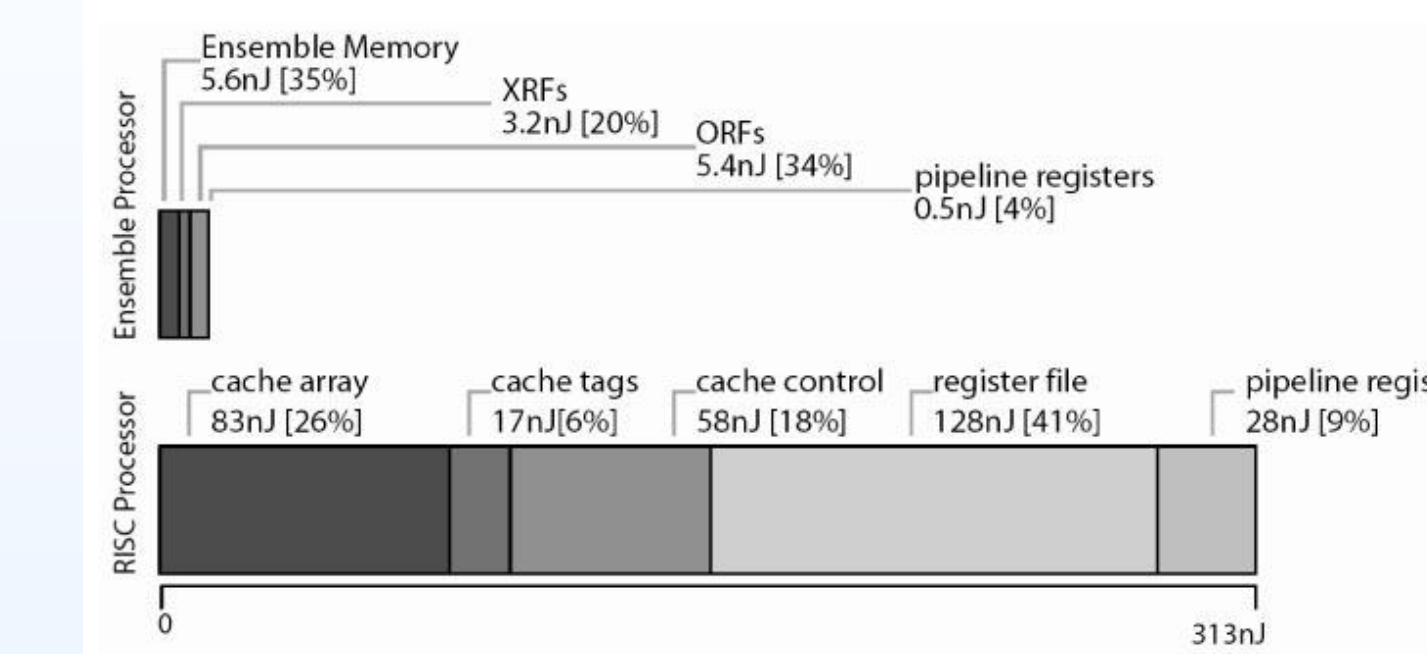 Ensemble Processor
Ensemble Memory
5.6nJ [35%]
XRFs
3.2nJ [20%]
ORFs
5.4nJ [34%]
pipeline registers
0.5nJ [4%]
RISC Processor
cache array
83nJ [26%]
cache tags
17nJ[6%]
cache control
58nJ [18%]
register file
128nJ [41%]
pipeline regis
28nJ [9%]
0
313nJ